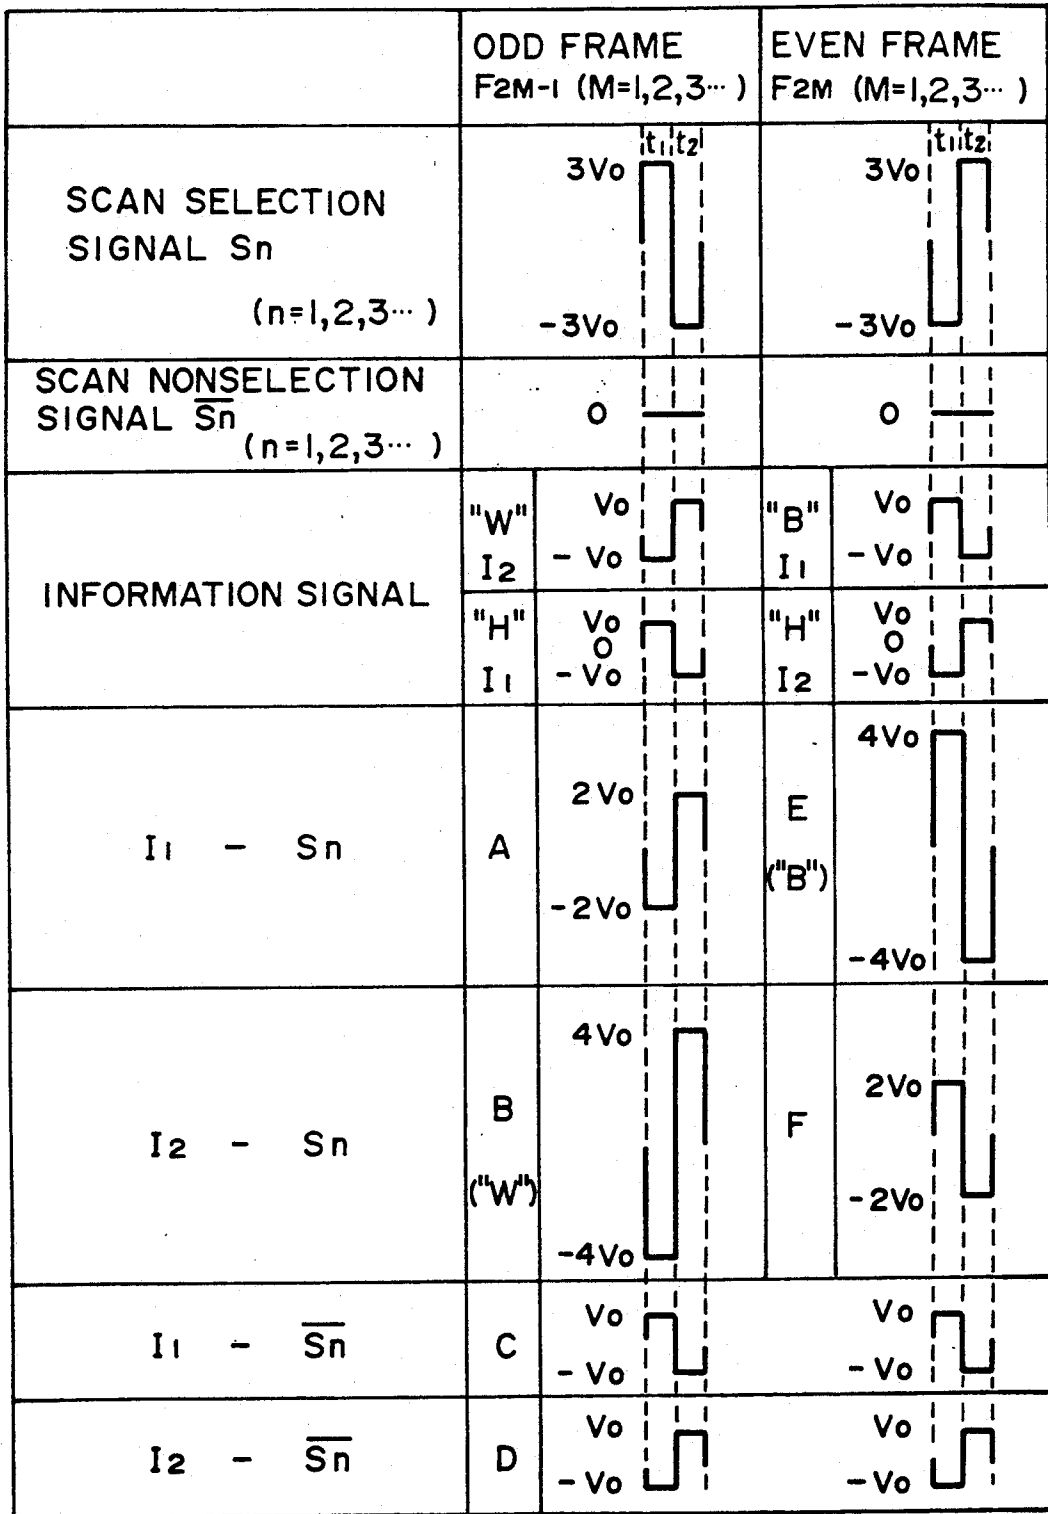 ODD FRAME
F2M-1 (M=1,2,3··· )
EVEN FRAME
F2M (M=1,2,3··· )
SCAN SELECTION
SIGNAL Sn
(n=1,2,3··· )
t1 t2
3Vo
-3Vo
t1 t2
3Vo
-3Vo
SCAN NONSELECTION
SIGNAL S̅n̅
(n=1,2,3··· )
0
0
INFORMATION SIGNAL
"W"
I2
Vo
-Vo
"B"
I1
Vo
-Vo
"H"
I1
Vo
0
-Vo
"H"
I2
Vo
0
-Vo
I1 - Sn
A
2Vo
-2Vo
E
("B")
4Vo
-4Vo
I2 - Sn
B
("W")
4Vo
-4Vo
F
2Vo
-2Vo
I1 - S̅n̅
C
Vo
-Vo
Vo
-Vo
I2 - S̅n̅
D
Vo
-Vo
Vo
-Vo